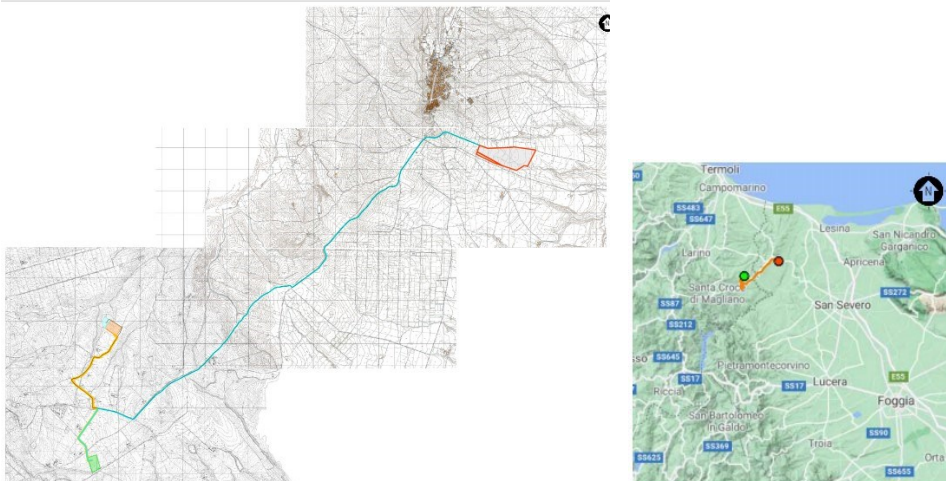 N
N
Termoli
Campomarino
E55
SS483
SS647
Lesina
San Nicandro
Garganico
Larino
Apricena
Santa Croce
di Magliano
SS272
SS87
San Severo
SS212
SS645
Pietramontecorvino
SS17
E55
Riccia
SS17
Lucera
Foggia
San Bartolomeo
in Galdo
SS369
SS90
Troia
SS625
Orta
SS655